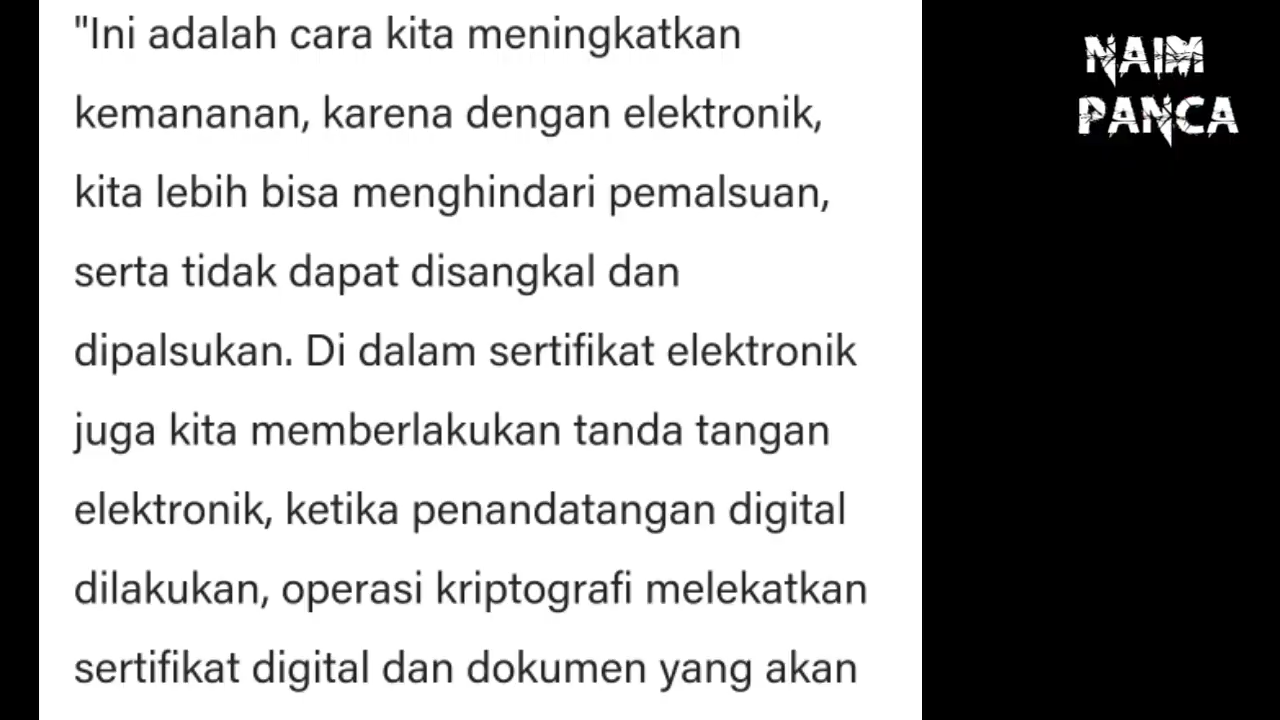 "Ini adalah cara kita meningkatkan
kemananan, karena dengan elektronik,
kita lebih bisa menghindari pemalsuan,
serta tidak dapat disangkal dan
dipalsukan. Di dalam sertifikat elektronik
juga kita memberlakukan tanda tangan
elektronik, ketika penandatangan digital
dilakukan, operasi kriptografi melekatkan
sertifikat digital dan dokumen yang akan
NAIM
PANCA